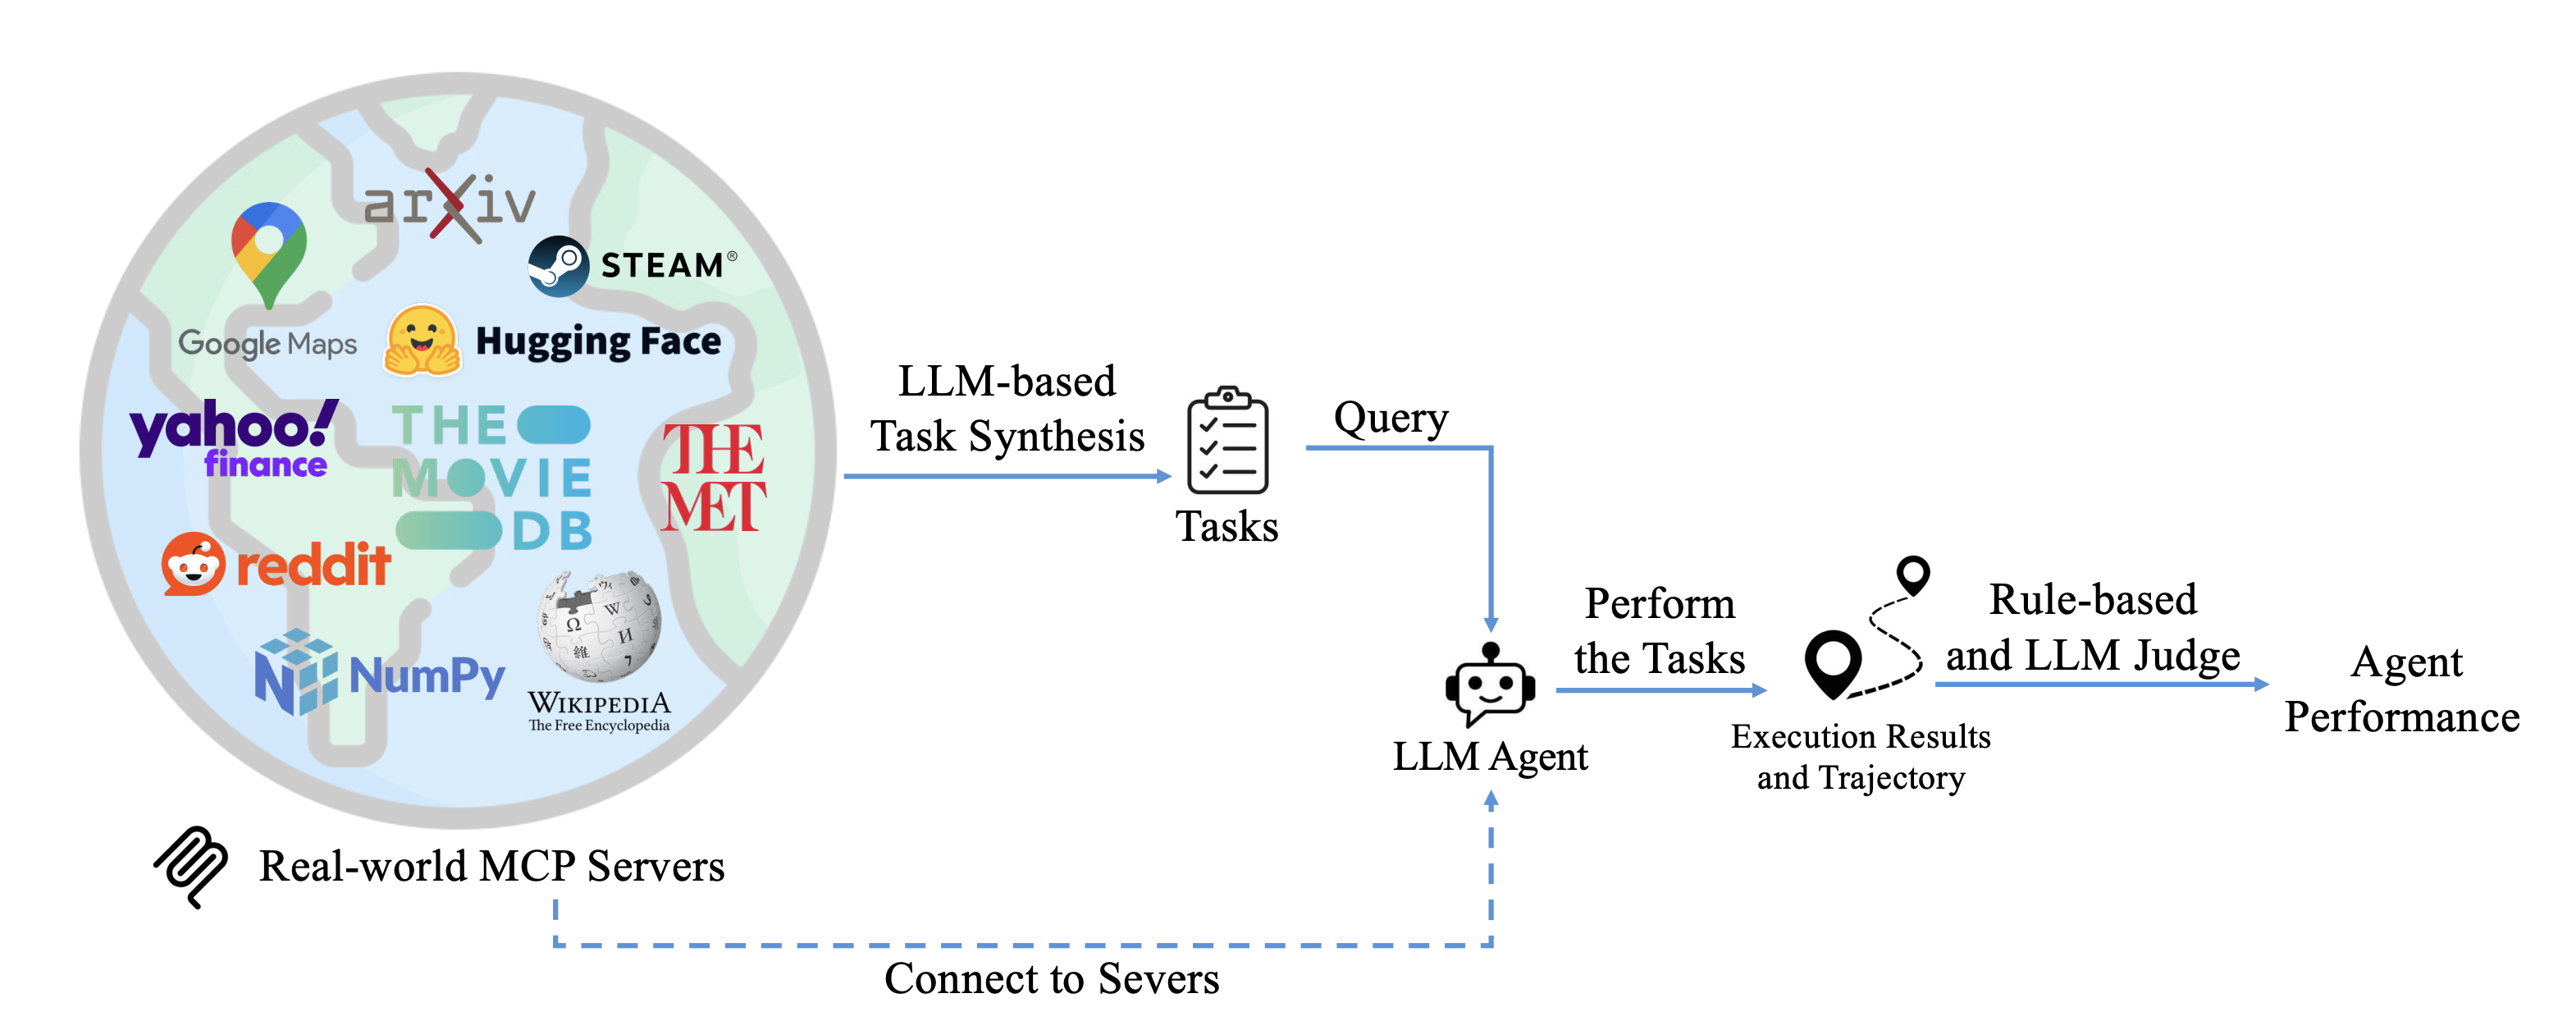 arXiv
STEAM®
Google Maps
Hugging Face
yahoo!
finance
THE
MOVIE
DB
THE
MET
reddit
NumPy
WIKIPEDIA
The Free Encyclopedia
Real-world MCP Servers
LLM-based
Task Synthesis
Tasks
Query
LLM Agent
Perform
the Tasks
Execution Results
and Trajectory
Rule-based
and LLM Judge
Agent
Performance
Connect to Severs